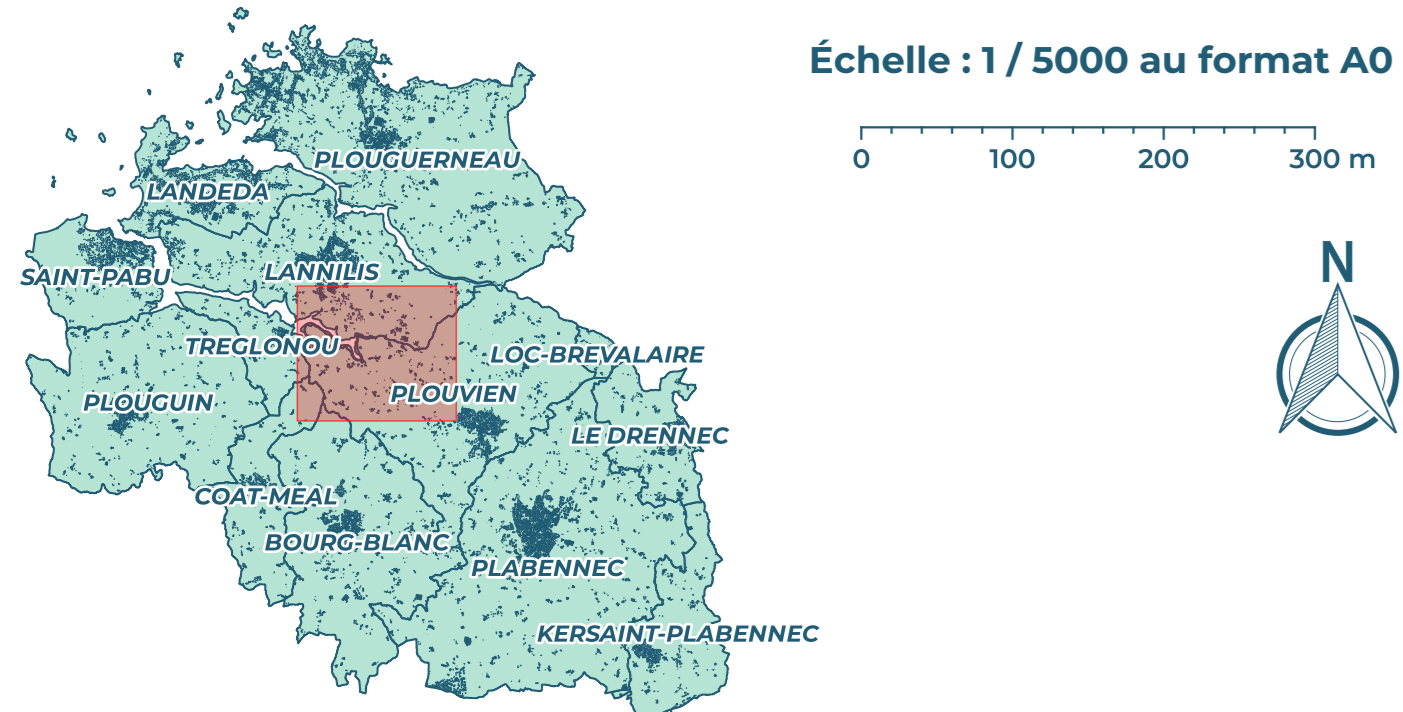 Échelle : 1 / 5000 au format A0
0 100 200 300 m
N
PLOUGUERNEAU
LANDEDA
SAINT-PABU
LANNILIS
TREGLONOU
LOC-BREVALAIRE
PLOUVIEN
PLOUGUIN
LE DRENNEC
COAT-MEAL
BOURG-BLANC
PLABENNEC
KERSAINT-PLABENNEC